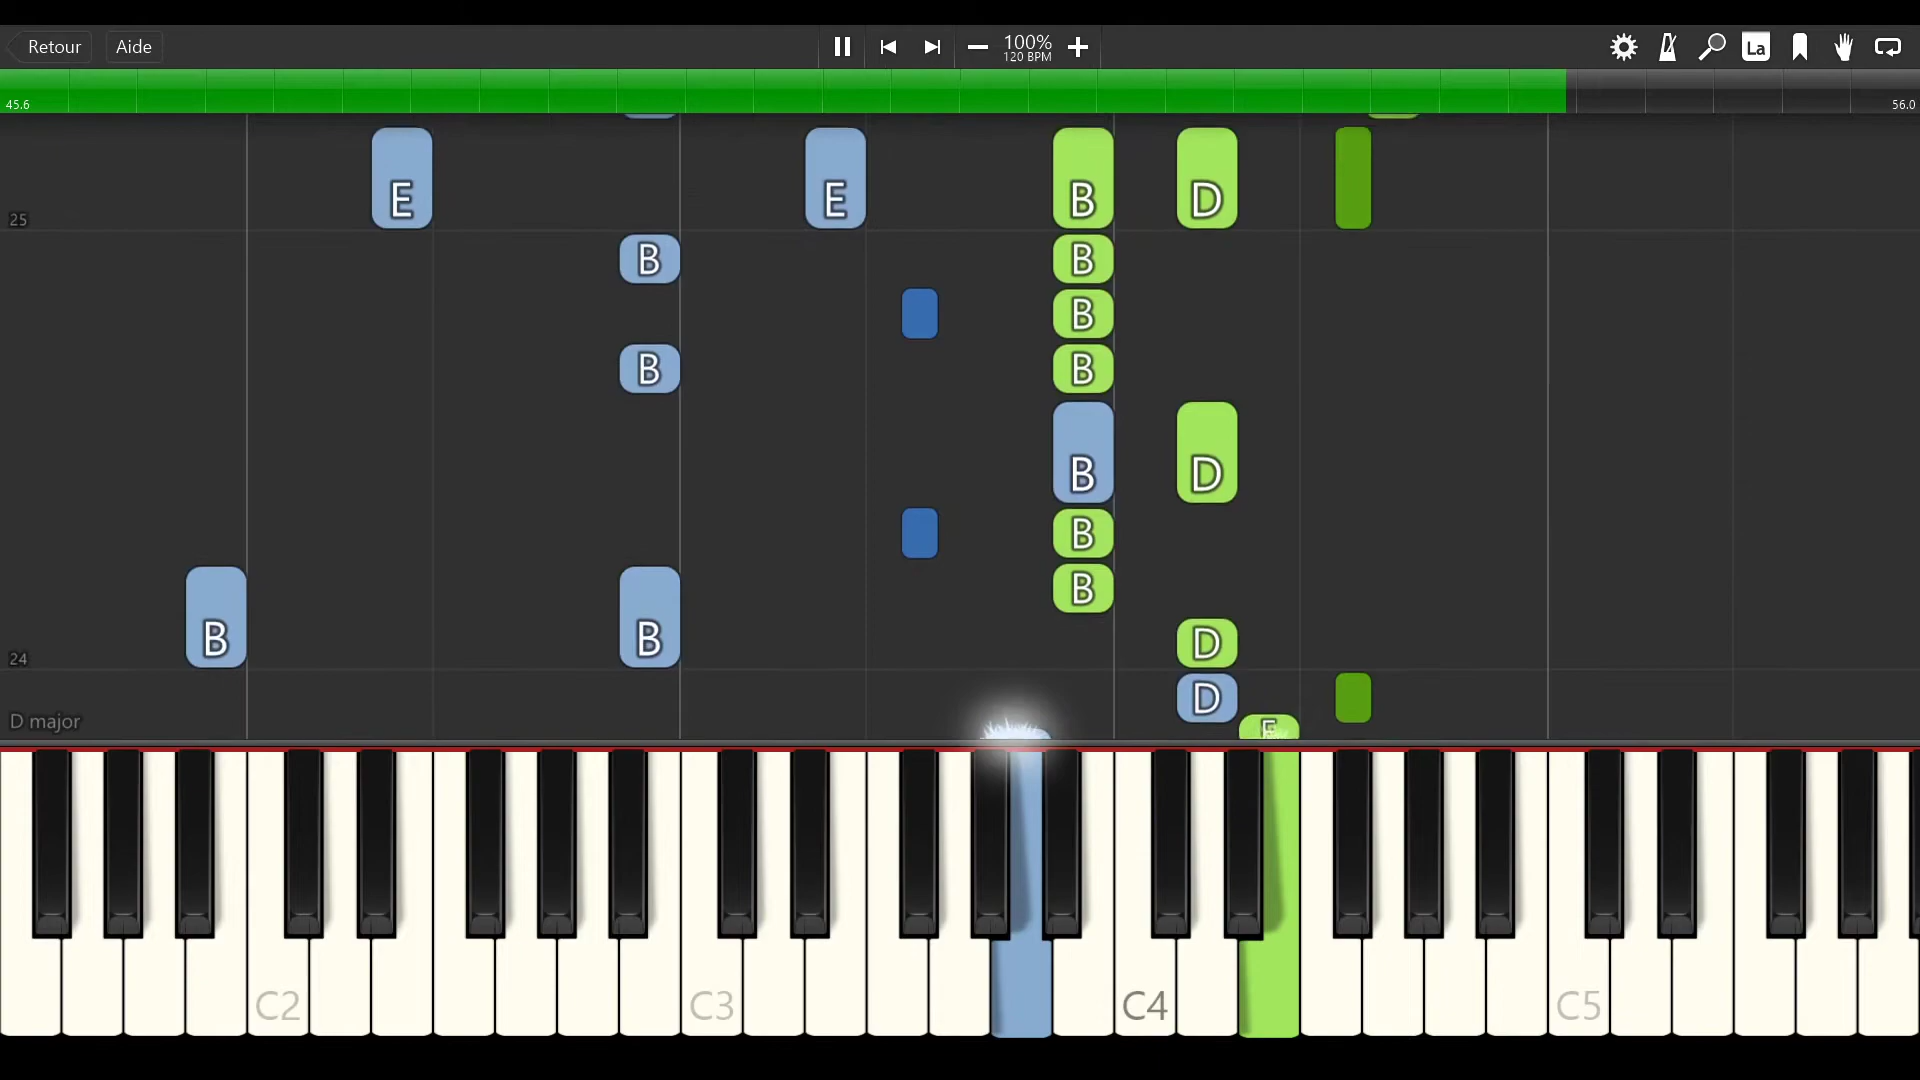 Retour Aide 100% La
120 BPM
45.6 56.0
E E B D
25
B B
B
B B
B D
B
B
B B D
24
D
D major
E
C2 C3 C4 C5